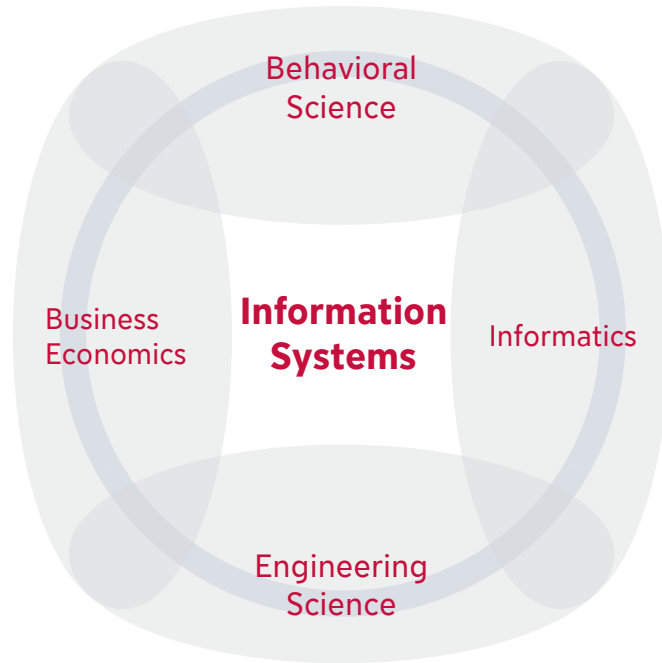 Behavioral
Science
Business
Economics
Information
Systems
Informatics
Engineering
Science